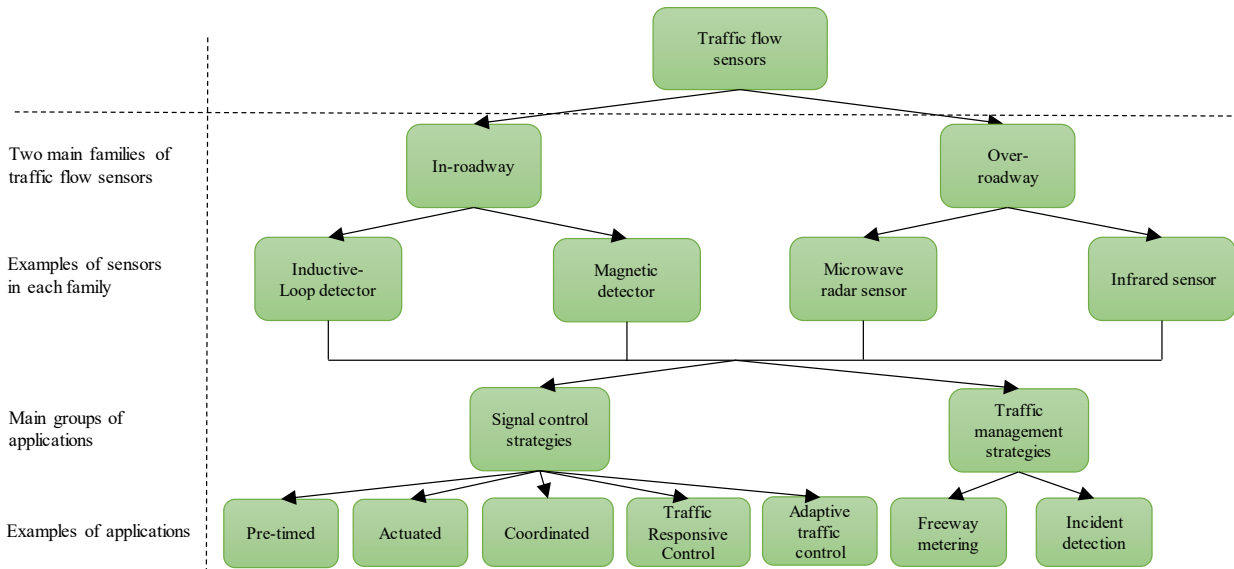 Traffic flow
sensors
Two main families of
traffic flow sensors
In-roadway
Over-
roadway
Examples of sensors
in each family
Inductive-
Loop detector
Magnetic
detector
Microwave
radar sensor
Infrared sensor
Main groups of
applications
Signal control
strategies
Traffic
management
strategies
Examples of applications
Pre-timed
Actuated
Coordinated
Traffic
Responsive
Control
Adaptive
traffic
control
Freeway
metering
Incident
detection